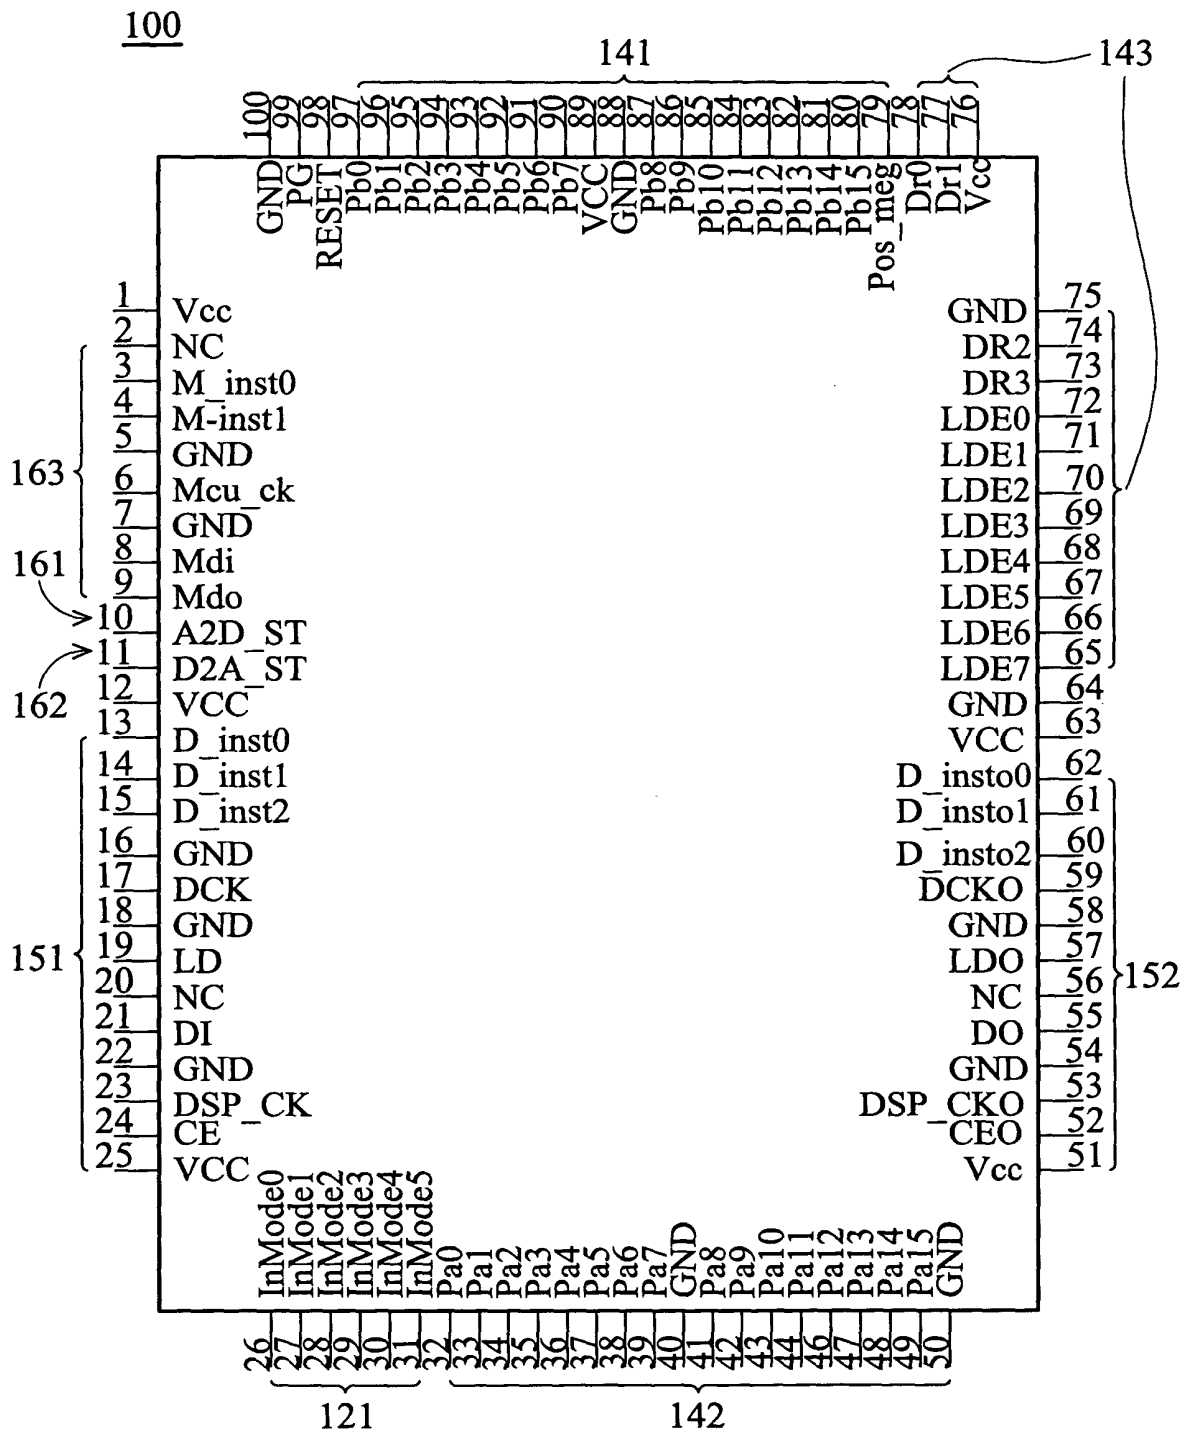 100
141
143
100 99 98 97 96 95 94 93 92 91 90 89 88 87 86 85 84 83 82 81 80 79 78 77 76
GND PG RESET Pb0 Pb1 Pb2 Pb3 Pb4 Pb5 Pb6 Pb7 VCC GND Pb8 Pb9 Pb10 Pb11 Pb12 Pb13 Pb14 Pb15 Pos_meg Dr0 Dr1 Vcc
1 Vcc GND 75
2 NC DR2 74
3 M_inst0 DR3 73
4 M-inst1 LDE0 72
5 GND LDE1 71
163
6 Mcu_ck LDE2 70
7 GND LDE3 69
8 Mdi LDE4 68
161
9 Mdo LDE5 67
10 A2D_ST LDE6 66
11 D2A_ST LDE7 65
162
12 VCC GND 64
13 D_inst0 VCC 63
14 D_inst1 D_insto0 62
15 D_inst2 D_insto1 61
16 GND D_insto2 60
17 DCK DCKO 59
18 GND GND 58
151
19 LD LDO 57
152
20 NC NC 56
21 DI DO 55
22 GND GND 54
23 DSP_CK DSP_CKO 53
24 CE CEO 52
25 VCC Vcc 51
InMode0 InMode1 InMode2 InMode3 InMode4 InMode5 Pa0 Pa1 Pa2 Pa3 Pa4 Pa5 Pa6 Pa7 GND Pa8 Pa9 Pa10 Pa11 Pa12 Pa13 Pa14 Pa15 GND
26 27 28 29 30 31 32 33 34 35 36 37 38 39 40 41 42 43 44 46 47 48 49 50
121
142